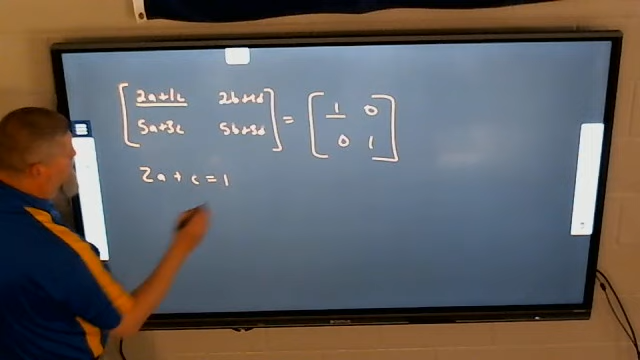 [ 2a+1c 2b+1d ] = [ 1 0 ]
[ 5a+3c 5b+3d ] [ 0 1 ]
2a + c = 1